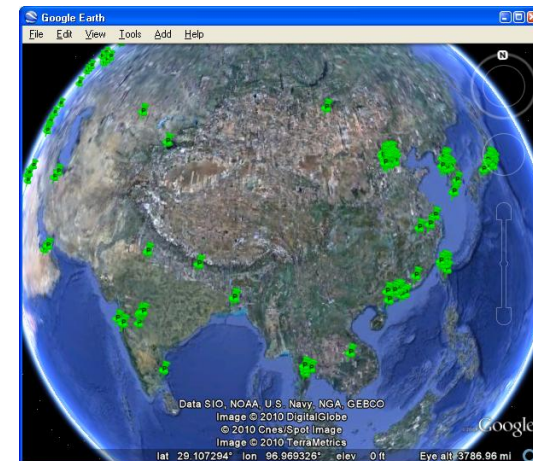 Google Earth
File Edit View Tools Add Help
N
Data SIO, NOAA, U.S. Navy, NGA, GEBCO
Image © 2010 DigitalGlobe
© 2010 Cnes/Spot Image
Image © 2010 TerraMetrics
Google
lat 29.107294° lon 96.969326° elev 0 ft Eye alt 3786.96 mi